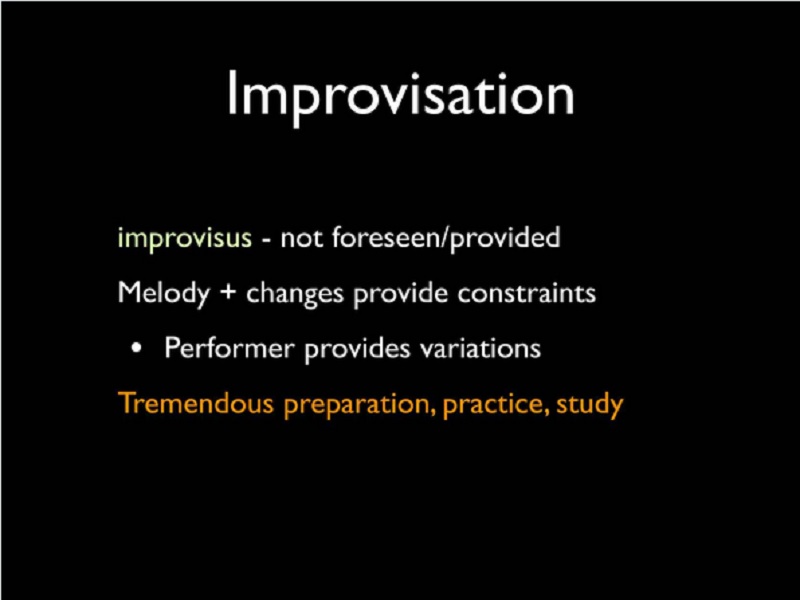 Improvisation
improvisus - not foreseen/provided
Melody + changes provide constraints
• Performer provides variations
Tremendous preparation, practice, study